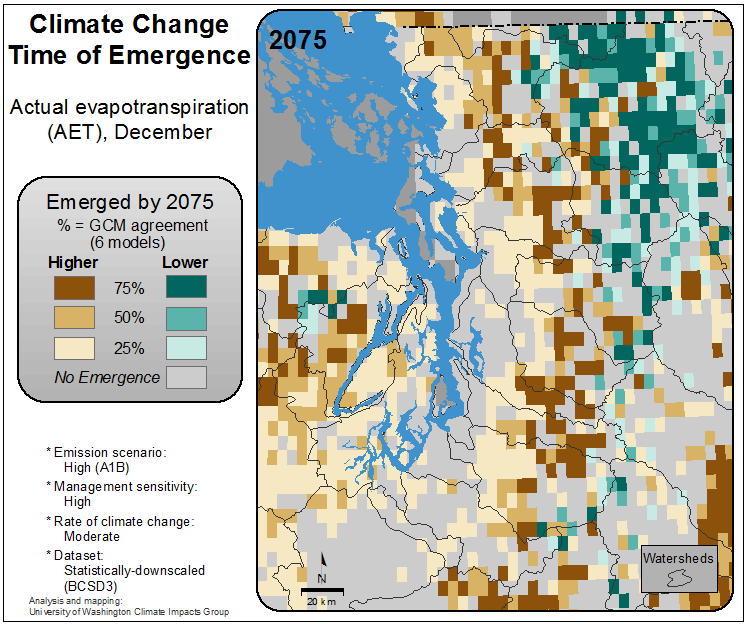 Climate Change
Time of Emergence
Actual evapotranspiration
(AET), December
Emerged by 2075
% = GCM agreement
(6 models)
Higher Lower
75%
50%
25%
No Emergence
* Emission scenario:
High (A1B)
* Management sensitivity:
High
* Rate of climate change:
Moderate
* Dataset:
Statistically-downscaled
(BCSD3)
Analysis and mapping:
University of Washington Climate Impacts Group
2075
N
20 km
Watersheds